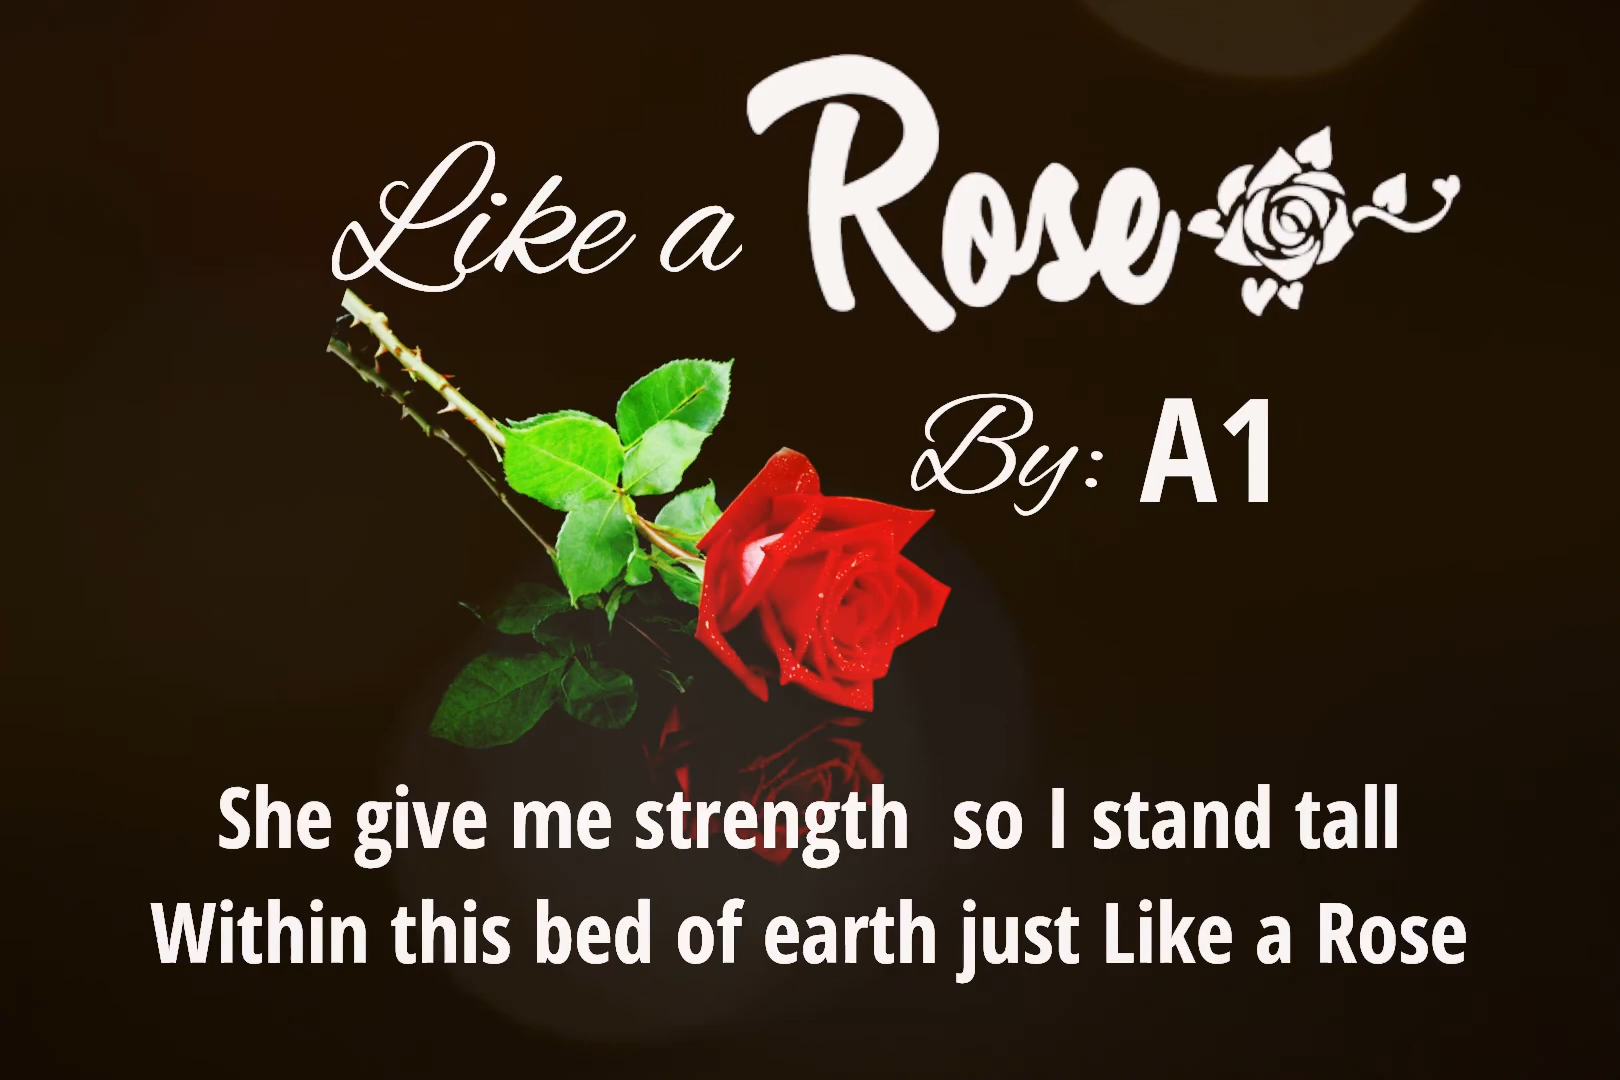 Like a Rose
By: A1
She give me strength  so I stand tall
Within this bed of earth just Like a Rose